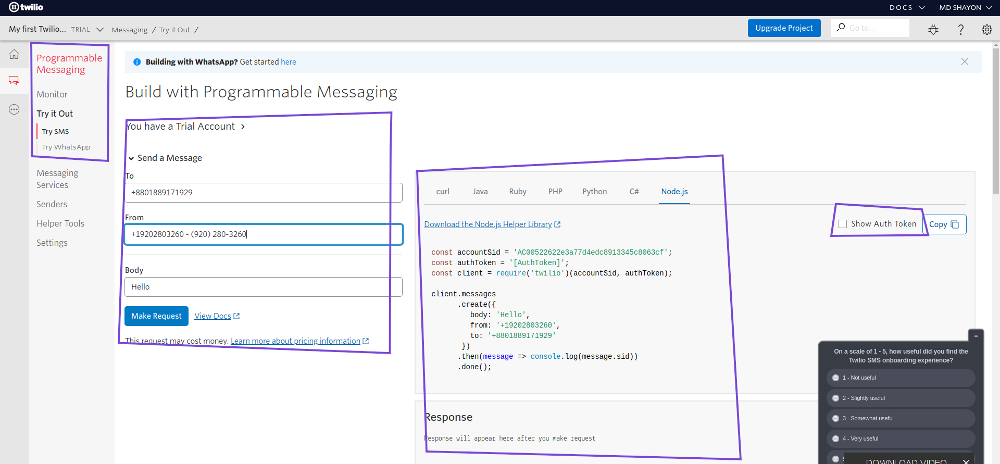 twilio
DOCS
MD SHAYON
My first Twilio... TRIAL
Messaging / Try it Out /
Upgrade Project
Go to...
Programmable
Messaging
Monitor
Try it Out
Try SMS
Try WhatsApp
Messaging
Services
Senders
Helper Tools
Settings
Building with WhatsApp? Get started here
Build with Programmable Messaging
You have a Trial Account
Send a Message
To
+8801889171929
From
+19202803260 - (920) 280-3260
Body
Hello
Make Request View Docs
This request may cost money. Learn more about pricing information
curl Java Ruby PHP Python C# Node.js
Download the Node.js Helper Library
Show Auth Token
Copy
const accountSid = 'AC00522622e3a77d4edc8913345c8063cf';
const authToken = '[AuthToken]';
const client = require('twilio')(accountSid, authToken);
client.messages
.create({
body: 'Hello',
from: '+19202803260',
to: '+8801889171929'
})
.then(message => console.log(message.sid))
.done();
Response
Response will appear here after you make request
On a scale of 1 - 5, how useful did you find the
Twilio SMS onboarding experience?
1 - Not useful
2 - Slightly useful
3 - Somewhat useful
4 - Very useful
DOWNLOAD VIDEO